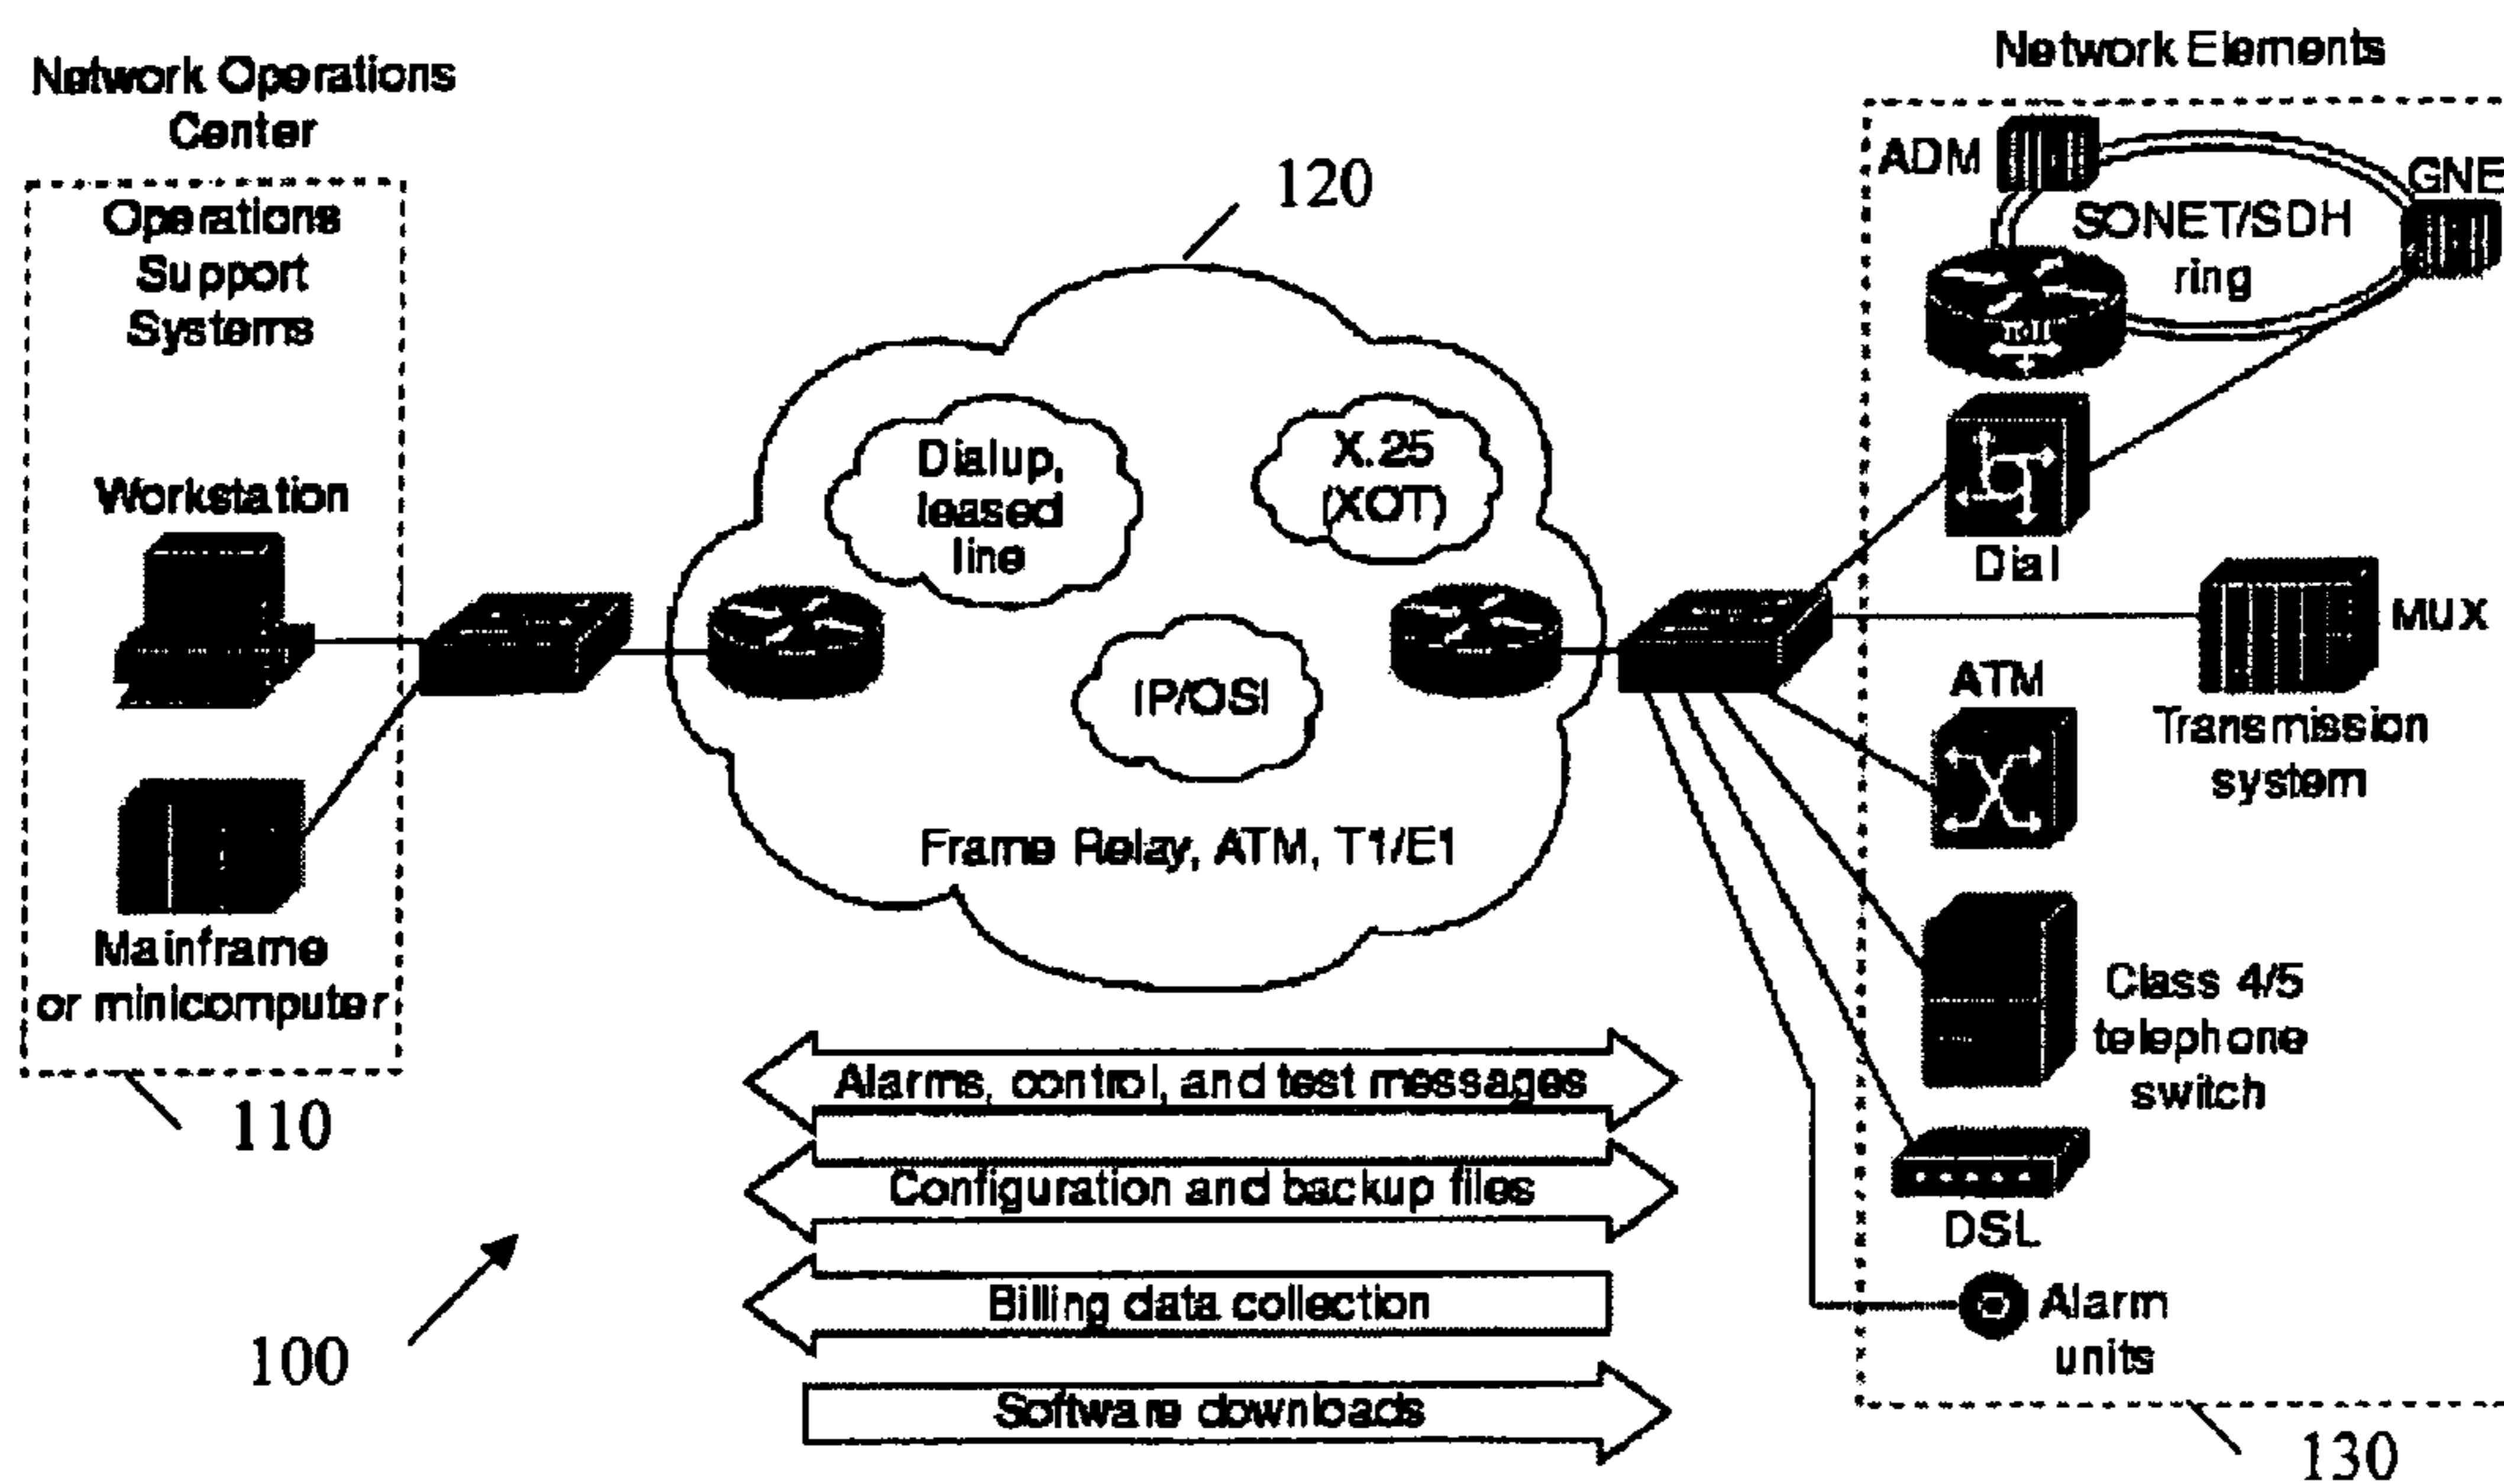 Network Operations
Center
Operations
Support
Systems
Workstation
Mainframe
or minicomputer
110
100
120
Dialup,
leased
line
X.25
(XOT)
IP/OSI
Frame Relay, ATM, T1/E1
Alarms, control, and test messages
Configuration and backup files
Billing data collection
Software downloads
Network Elements
ADM
GNE
SONET/SDH
ring
Dial
MUX
Transmission
system
ATM
Class 4/5
telephone
switch
DSL
Alarm
units
130